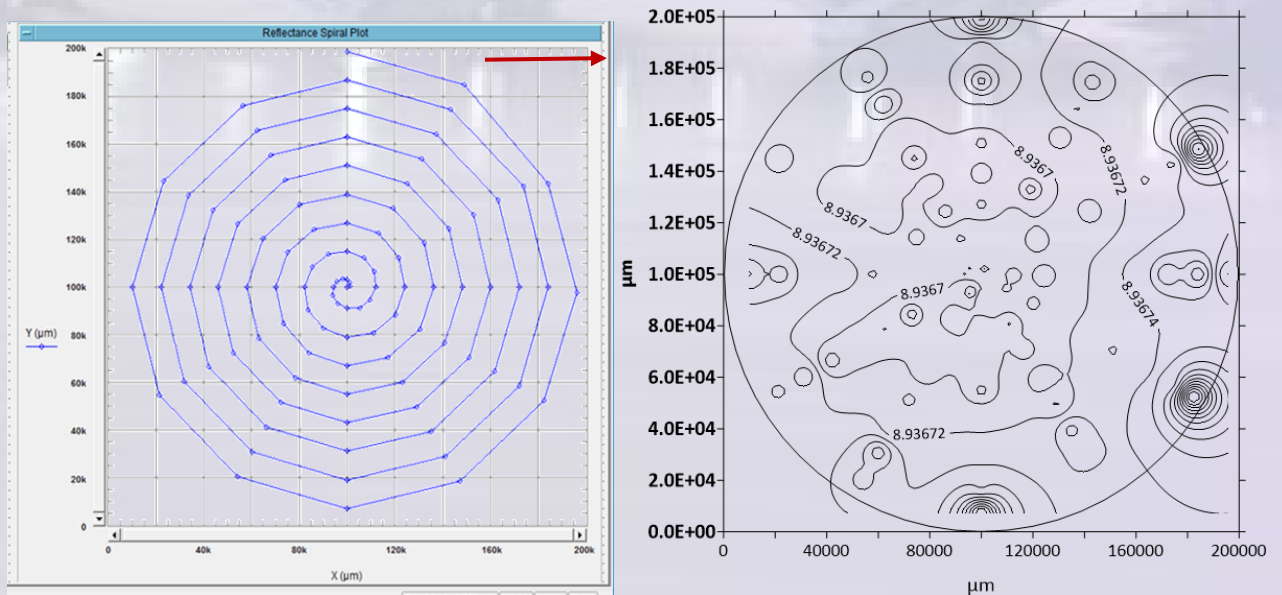 Reflectance Spiral Plot
200k
180k
160k
140k
120k
100k
80k
60k
40k
20k
0
Y (µm)
0 40k 80k 120k 160k 200k
X (µm)
2.0E+05
1.8E+05
1.6E+05
1.4E+05
1.2E+05
1.0E+05
8.0E+04
6.0E+04
4.0E+04
2.0E+04
0.0E+00
µm
8.9367
8.93672
8.9367
8.93672
8.9367
8.93674
8.93672
0 40000 80000 120000 160000 200000
µm